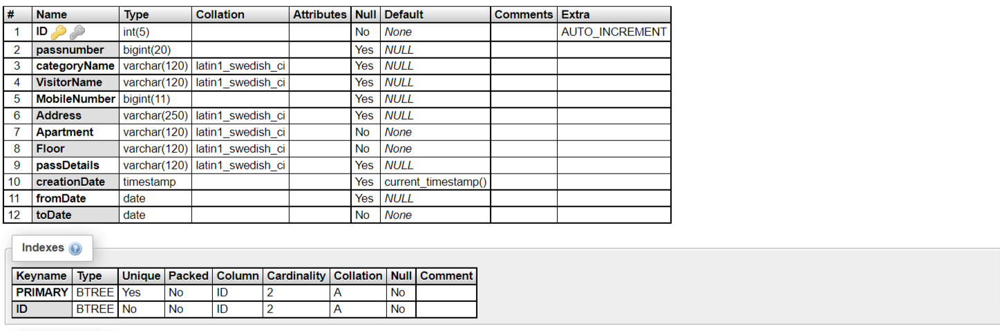 # Name Type Collation Attributes Null Default Comments Extra
1 ID int(5) No None AUTO_INCREMENT
2 passnumber bigint(20) Yes NULL
3 categoryName varchar(120) latin1_swedish_ci Yes NULL
4 VisitorName varchar(120) latin1_swedish_ci Yes NULL
5 MobileNumber bigint(11) Yes NULL
6 Address varchar(250) latin1_swedish_ci Yes NULL
7 Apartment varchar(120) latin1_swedish_ci No None
8 Floor varchar(120) latin1_swedish_ci No None
9 passDetails varchar(120) latin1_swedish_ci Yes NULL
10 creationDate timestamp Yes current_timestamp()
11 fromDate date Yes NULL
12 toDate date No None
Indexes
Keyname Type Unique Packed Column Cardinality Collation Null Comment
PRIMARY BTREE Yes No ID 2 A No
ID BTREE No No ID 2 A No